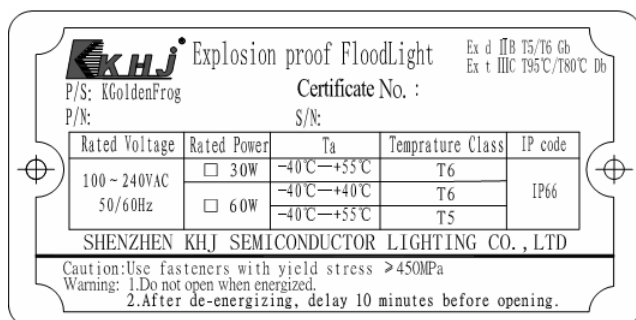 KHJ Explosion proof FloodLight
Ex d ⅡB T5/T6 Gb
Ex t ⅢC T95℃/T80℃ Db
P/S: KGoldenFrog Certificate No. :
P/N: S/N:
Rated Voltage Rated Power Ta Temprature Class IP code
100～240VAC 50/60Hz □ 30W -40℃—+55℃ T6 IP66
□ 60W -40℃—+40℃ T6
-40℃—+55℃ T5
SHENZHEN KHJ SEMICONDUCTOR LIGHTING CO.,LTD
Caution:Use fasteners with yield stress ≥450MPa
Warning: 1.Do not open when energized.
2.After de-energizing, delay 10 minutes before opening.